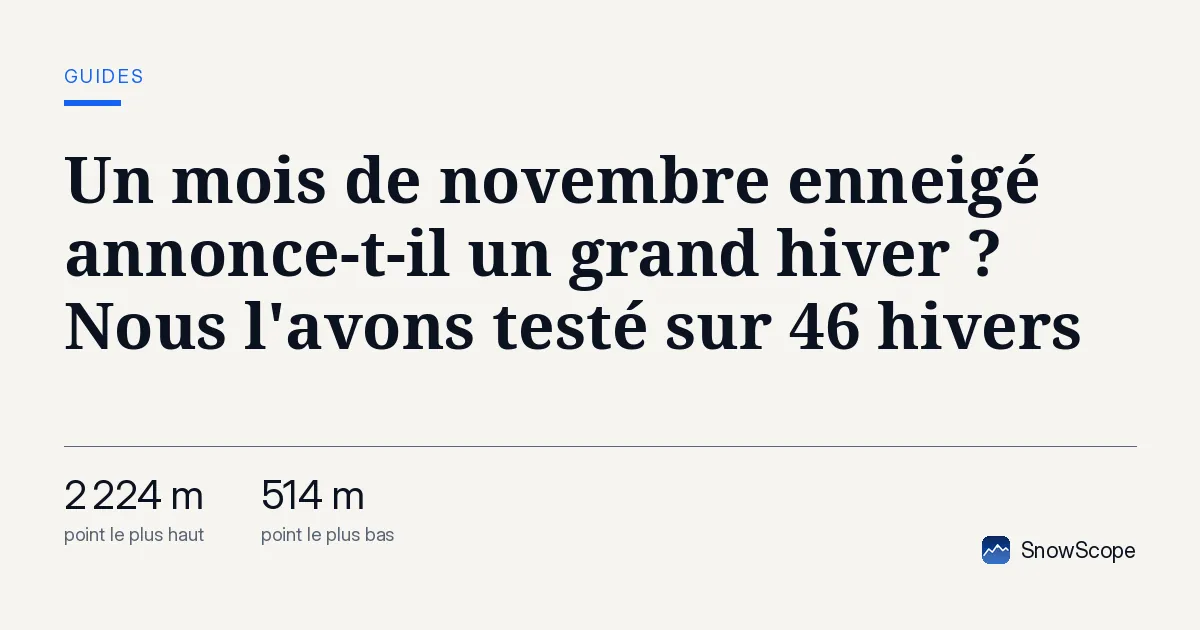 GUIDES
Un mois de novembre enneigé
annonce-t-il un grand hiver ?
Nous l'avons testé sur 46 hivers
2 224 m
point le plus haut
514 m
point le plus bas
SnowScope